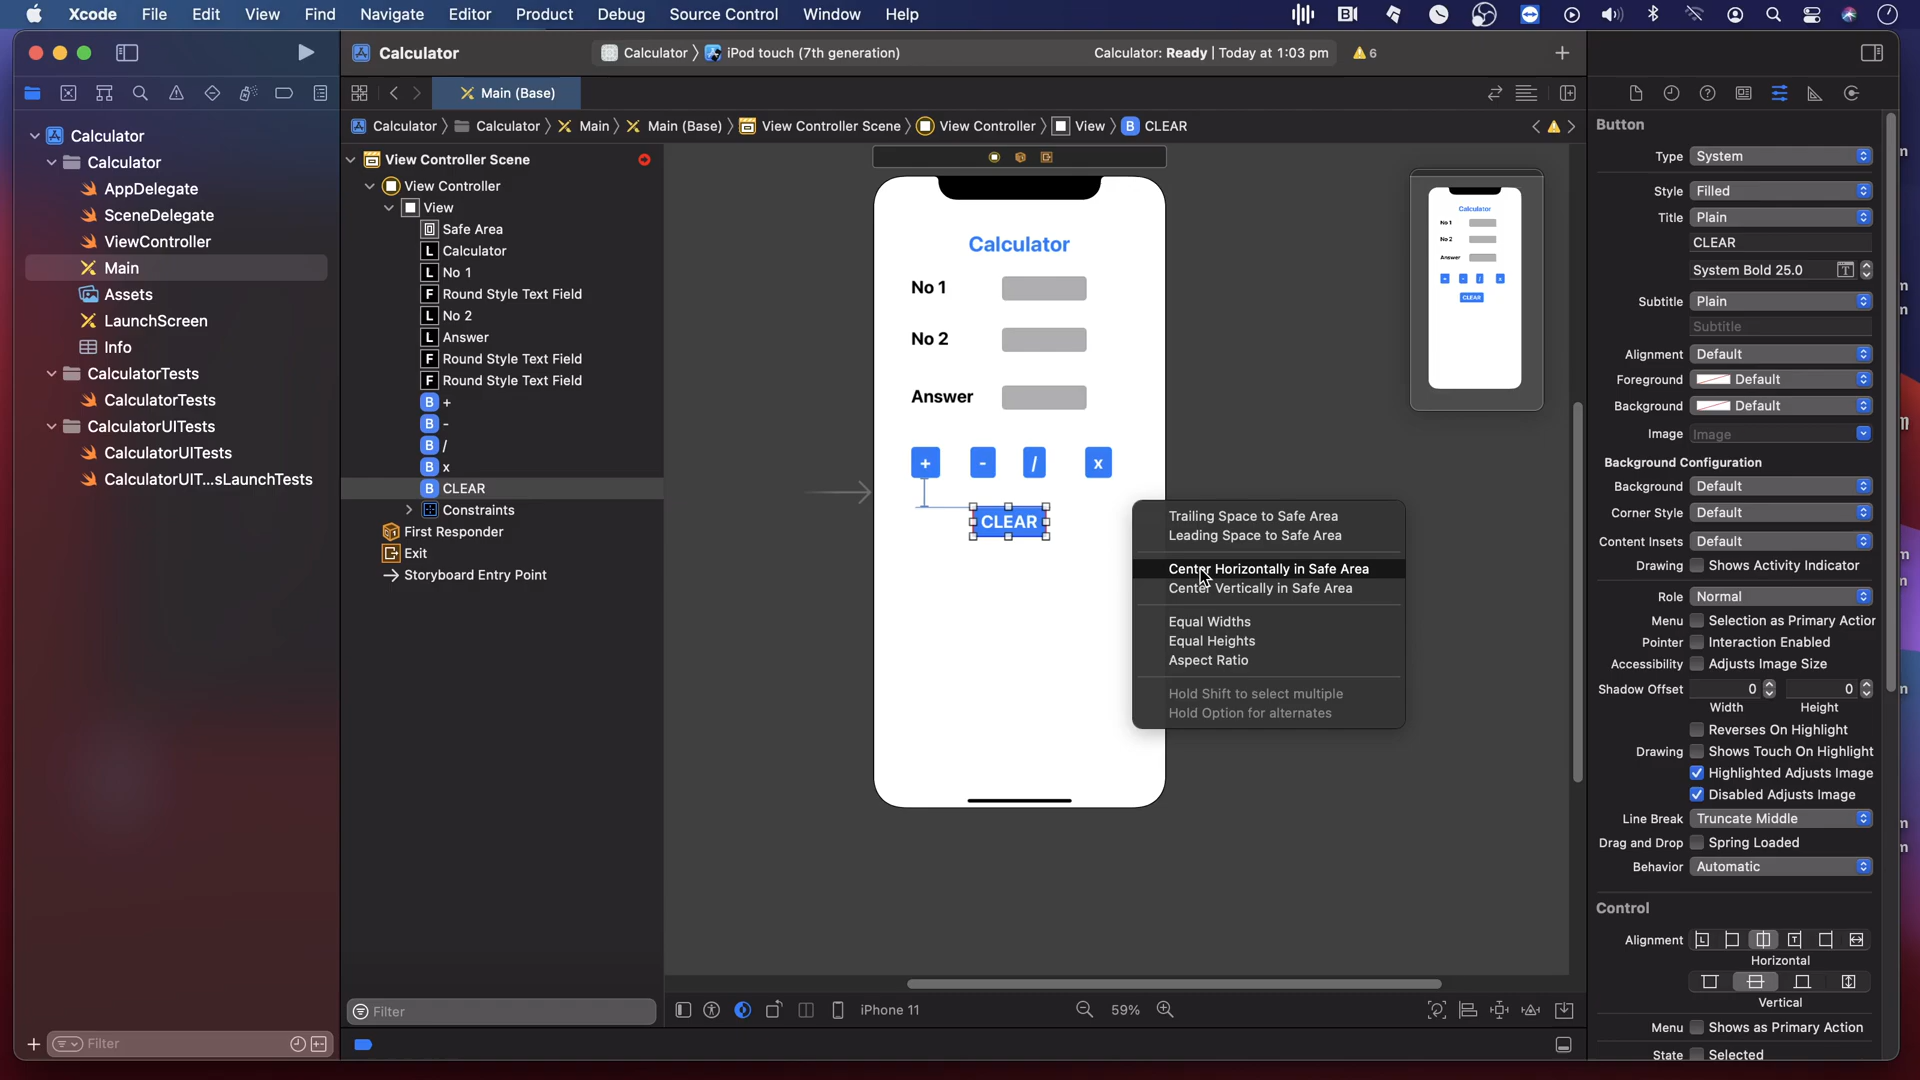 Xcode File Edit View Find Navigate Editor Product Debug Source Control Window Help
Calculator
Calculator 〉 iPod touch (7th generation)
Calculator: Ready | Today at 1:03 pm
6
Main (Base)
Calculator 〉 Calculator 〉 Main 〉 Main (Base) 〉 View Controller Scene 〉 View Controller 〉 View 〉 B CLEAR
Calculator
Calculator
AppDelegate
SceneDelegate
ViewController
Main
Assets
LaunchScreen
Info
CalculatorTests
CalculatorTests
CalculatorUITests
CalculatorUITests
CalculatorUIT...sLaunchTests
Filter
View Controller Scene
View Controller
View
Safe Area
L Calculator
L No 1
F Round Style Text Field
L No 2
L Answer
F Round Style Text Field
F Round Style Text Field
B +
B -
B /
B x
B CLEAR
Constraints
First Responder
Exit
Storyboard Entry Point
Filter
Calculator
No 1
No 2
Answer
+ - / x
CLEAR
Trailing Space to Safe Area
Leading Space to Safe Area
Center Horizontally in Safe Area
Center Vertically in Safe Area
Equal Widths
Equal Heights
Aspect Ratio
Hold Shift to select multiple
Hold Option for alternates
Calculator
No 1
No 2
Answer
+ - / x
CLEAR
iPhone 11
59%
Button
Type System
Style Filled
Title Plain
CLEAR
System Bold 25.0
Subtitle Plain
Subtitle
Alignment Default
Foreground Default
Background Default
Image Image
Background Configuration
Background Default
Corner Style Default
Content Insets Default
Drawing Shows Activity Indicator
Role Normal
Menu Selection as Primary Action
Pointer Interaction Enabled
Accessibility Adjusts Image Size
Shadow Offset 0 0
Width Height
Reverses On Highlight
Drawing Shows Touch On Highlight
Highlighted Adjusts Image
Disabled Adjusts Image
Line Break Truncate Middle
Drag and Drop Spring Loaded
Behavior Automatic
Control
Alignment
Horizontal
Vertical
Menu Shows as Primary Action
State Selected